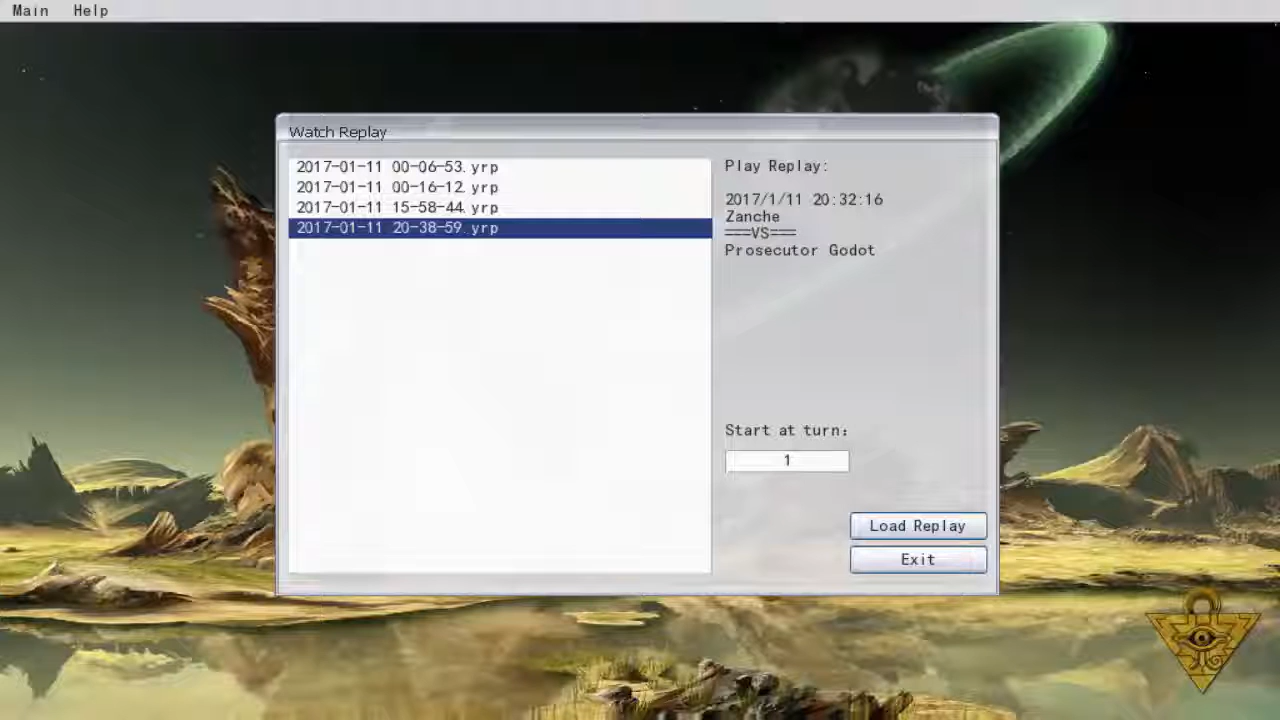 Main Help
Watch Replay
2017-01-11 00-06-53.yrp
2017-01-11 00-16-12.yrp
2017-01-11 15-58-44.yrp
2017-01-11 20-38-59.yrp
Play Replay:
2017/1/11 20:32:16
Zanche
===VS===
Prosecutor Godot
Start at turn:
1
Load Replay
Exit